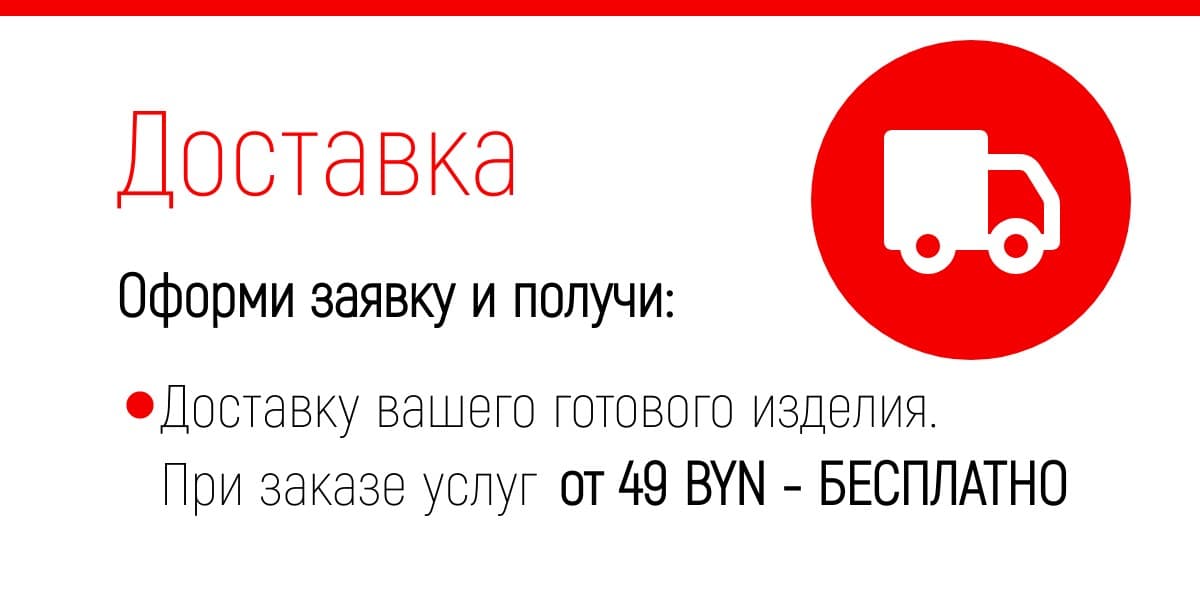 Доставка
Оформи заявку и получи:
Доставку вашего готового изделия.
При заказе услуг от 49 BYN - БЕСПЛАТНО